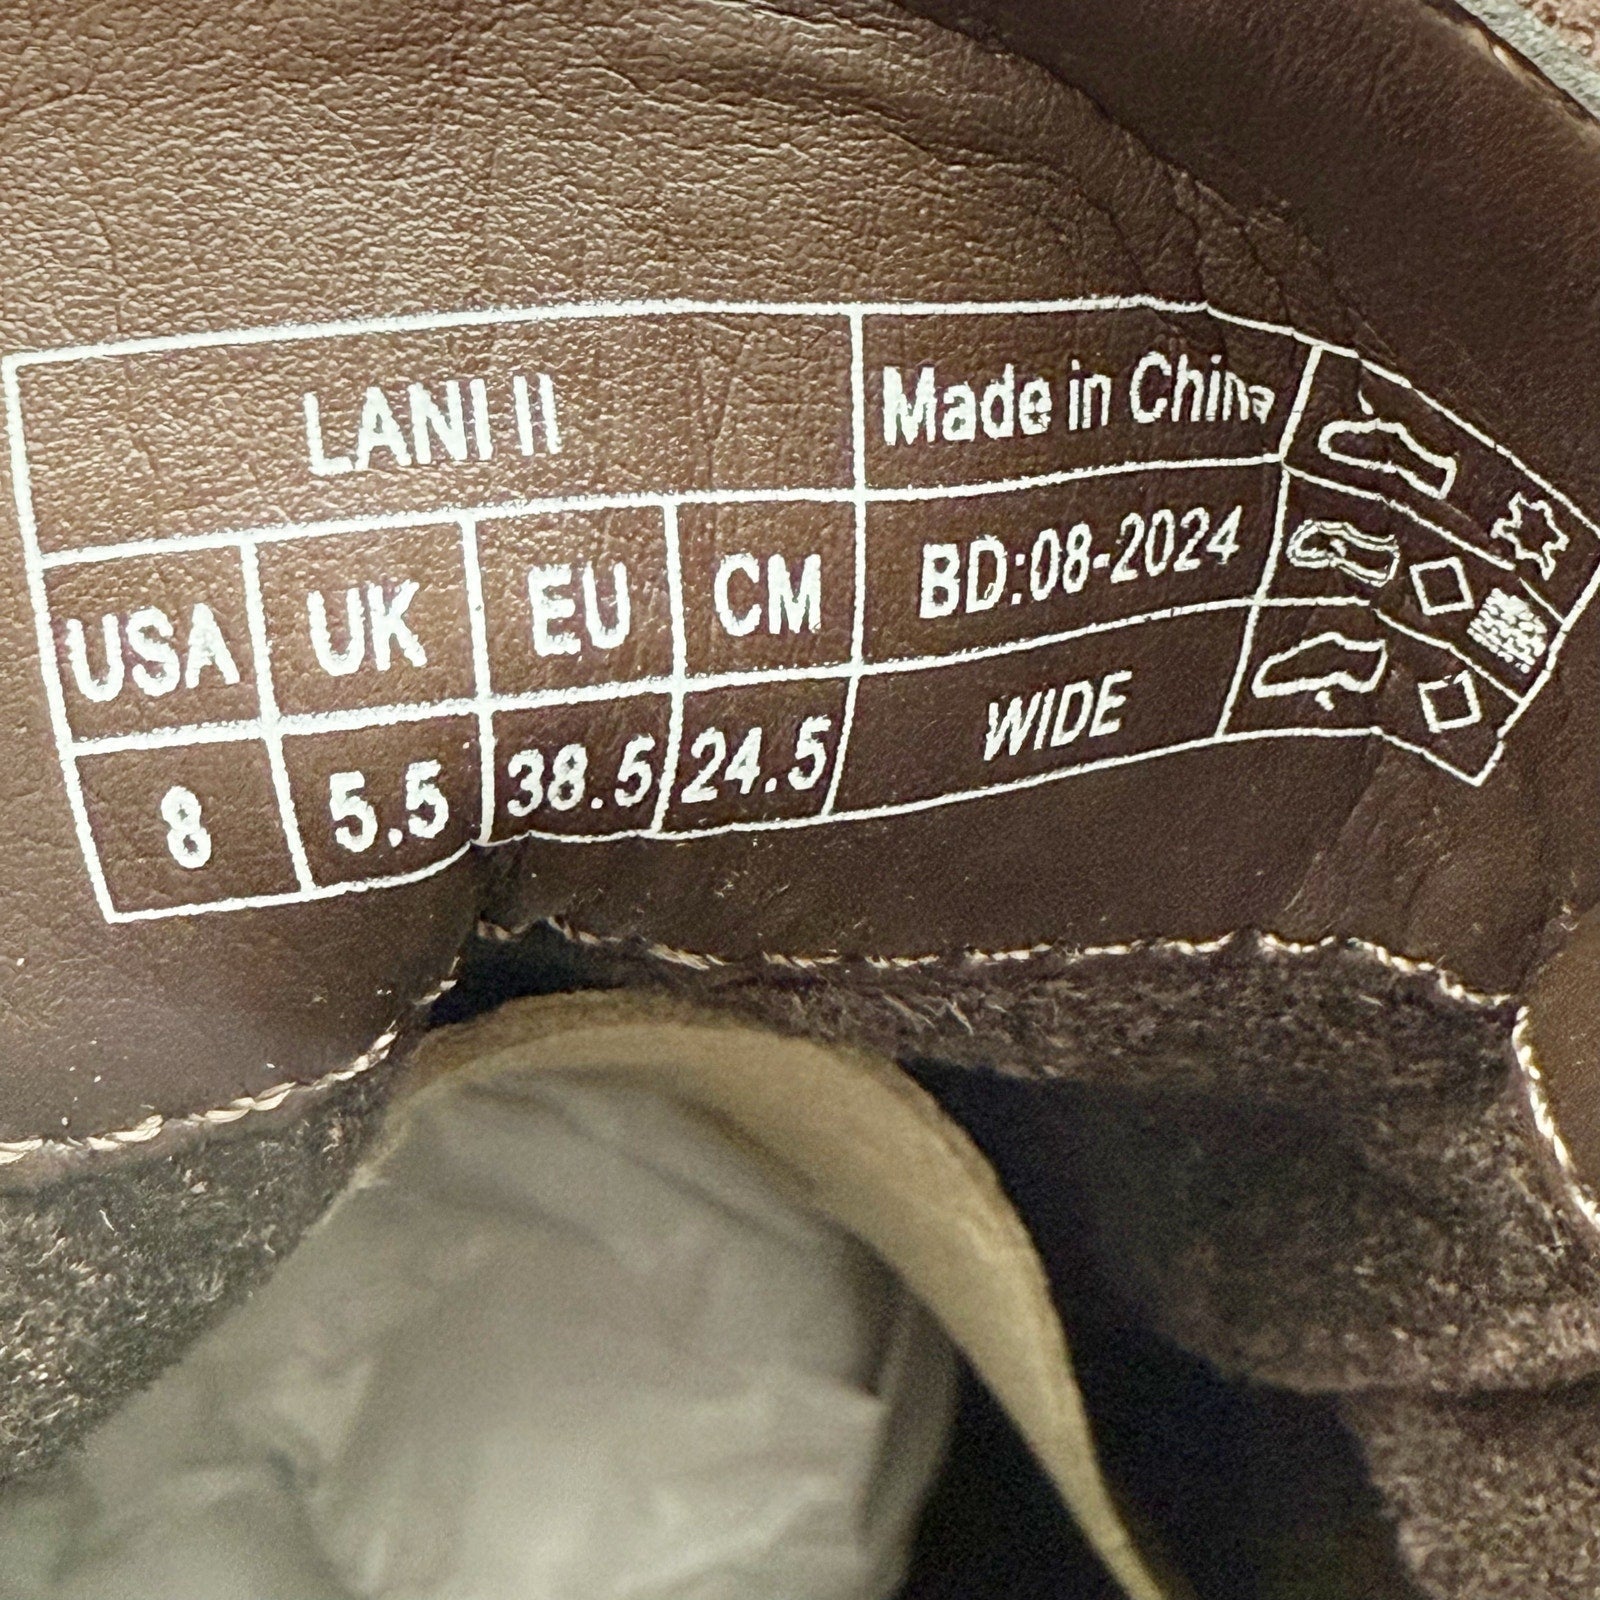 LANI II
Made in China
USA UK EU CM
BD:08-2024
8 5.5 38.5 24.5
WIDE